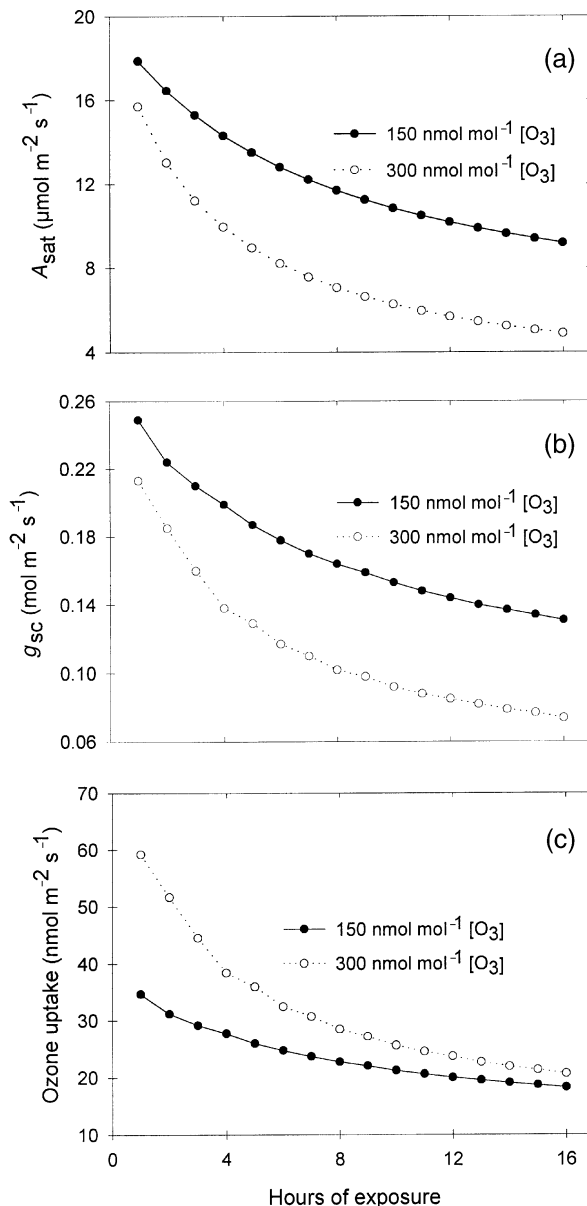 20
16
12
8
4
A_sat (µmol m⁻² s⁻¹)
(a)
150 nmol mol⁻¹ [O₃]
300 nmol mol⁻¹ [O₃]
0.26
0.22
0.18
0.14
0.10
0.06
g_sc (mol m⁻² s⁻¹)
(b)
150 nmol mol⁻¹ [O₃]
300 nmol mol⁻¹ [O₃]
70
60
50
40
30
20
10
Ozone uptake (nmol m⁻² s⁻¹)
(c)
150 nmol mol⁻¹ [O₃]
300 nmol mol⁻¹ [O₃]
0 4 8 12 16
Hours of exposure